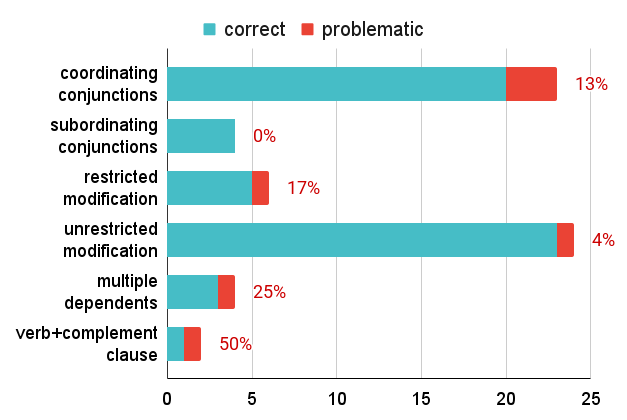 correct problematic
coordinating
conjunctions
13%
subordinating
conjunctions
0%
restricted
modification
17%
unrestricted
modification
4%
multiple
dependents
25%
verb+complement
clause
50%
0 5 10 15 20 25